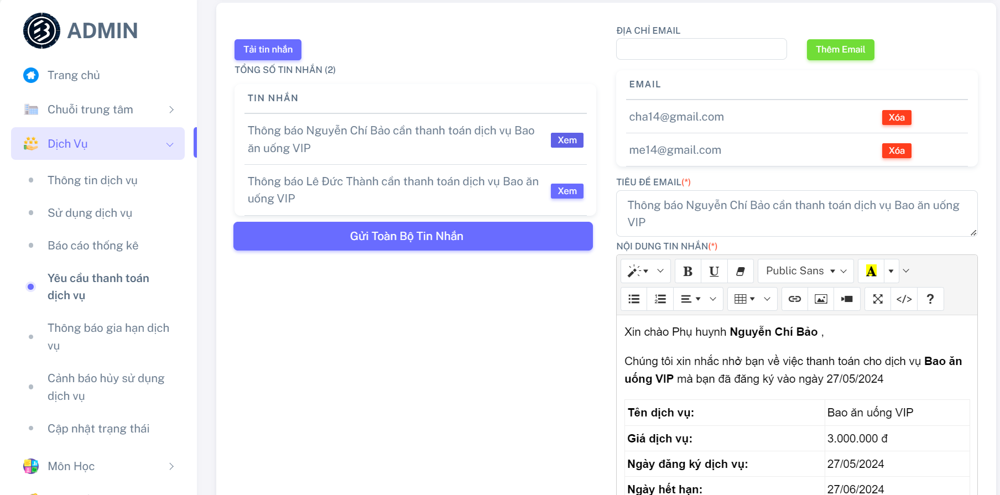 ADMIN
Trang chủ
Chuỗi trung tâm
Dịch Vụ
Thông tin dịch vụ
Sử dụng dịch vụ
Báo cáo thống kê
Yêu cầu thanh toán
dịch vụ
Thông báo gia hạn dịch
vụ
Cảnh báo hủy sử dụng
dịch vụ
Cập nhật trạng thái
Môn Học
Tải tin nhắn
TỔNG SỐ TIN NHẮN (2)
TIN NHẮN
Thông báo Nguyễn Chí Bảo cần thanh toán dịch vụ Bao
ăn uống VIP
Xem
Thông báo Lê Đức Thành cần thanh toán dịch vụ Bao ăn
uống VIP
Xem
Gửi Toàn Bộ Tin Nhắn
ĐỊA CHỈ EMAIL
Thêm Email
EMAIL
cha14@gmail.com
Xóa
me14@gmail.com
Xóa
TIÊU ĐỀ EMAIL(*)
Thông báo Nguyễn Chí Bảo cần thanh toán dịch vụ Bao ăn uống
VIP
NỘI DUNG TIN NHẮN(*)
B U Public Sans A
</> ?
Xin chào Phụ huynh Nguyễn Chí Bảo ,
Chúng tôi xin nhắc nhở bạn về việc thanh toán cho dịch vụ Bao ăn
uống VIP mà bạn đã đăng ký vào ngày 27/05/2024
Tên dịch vụ: Bao ăn uống VIP
Giá dịch vụ: 3.000.000 đ
Ngày đăng ký dịch vụ: 27/05/2024
Ngày hết hạn: 27/06/2024